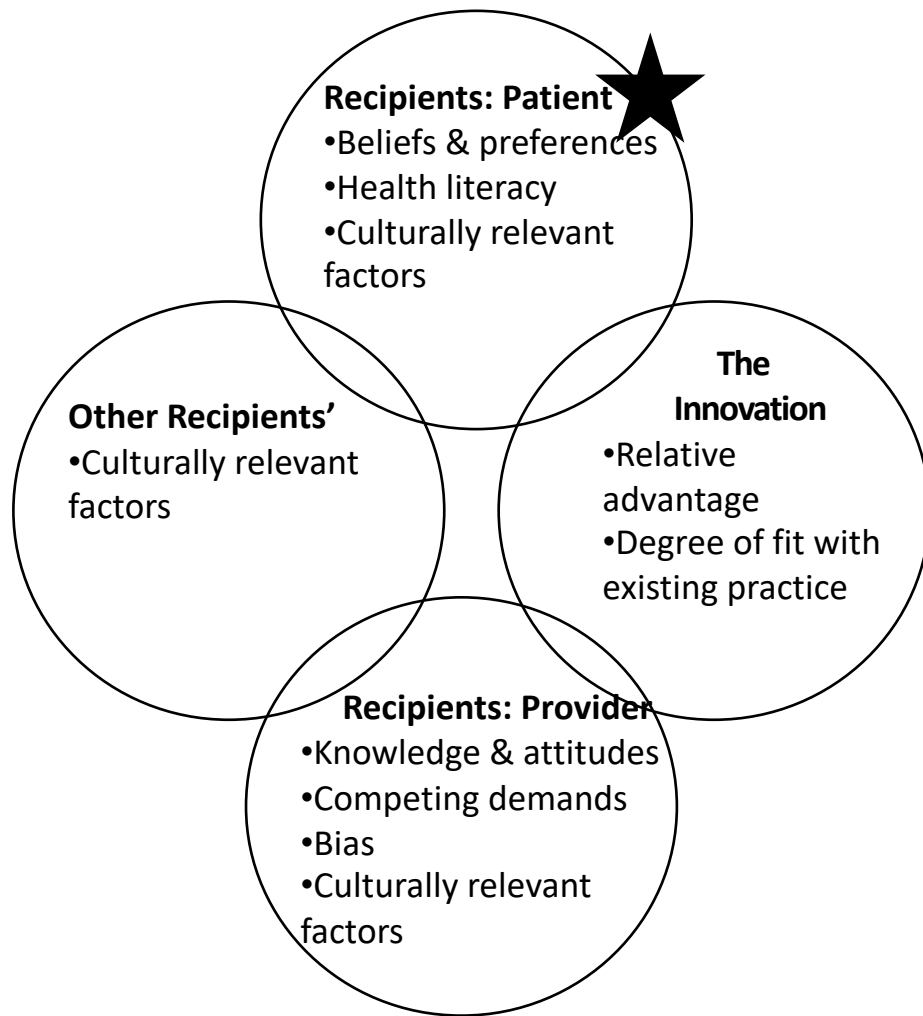 Recipients: Patient
•Beliefs & preferences
•Health literacy
•Culturally relevant
factors
Other Recipients’
•Culturally relevant
factors
The
Innovation
•Relative
advantage
•Degree of fit with
existing practice
Recipients: Provider
•Knowledge & attitudes
•Competing demands
•Bias
•Culturally relevant
factors